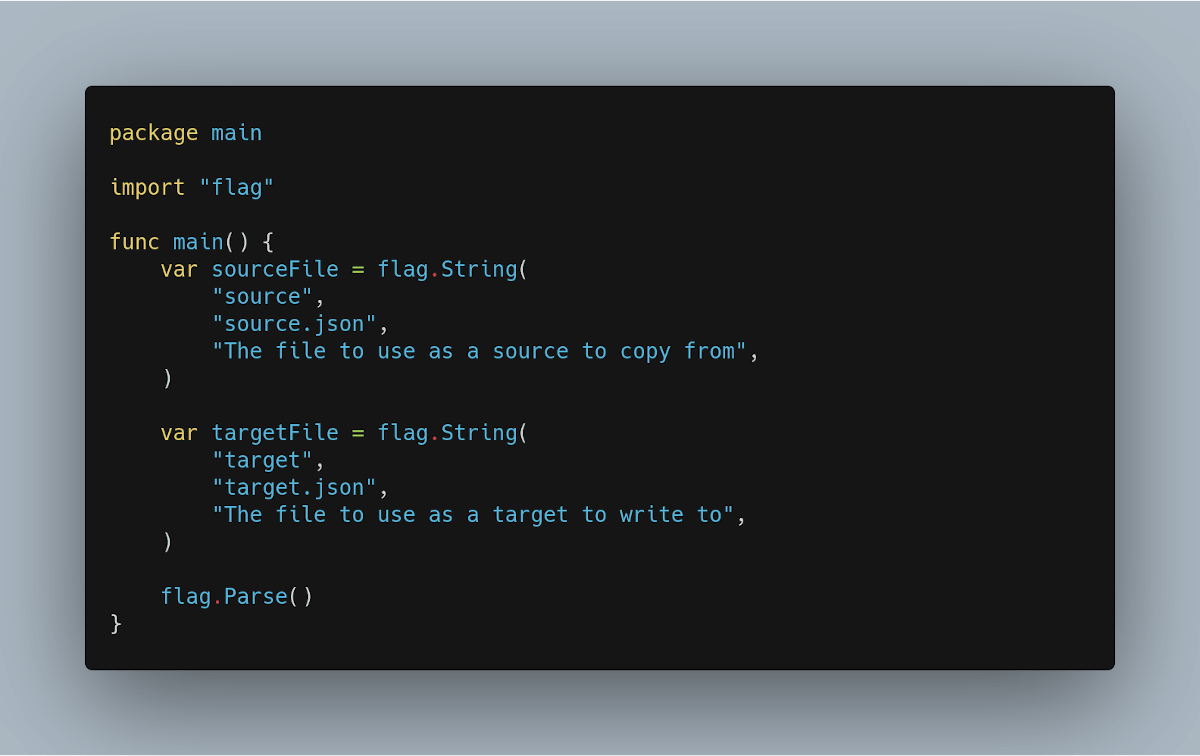 package main

import "flag"

func main() {
    var sourceFile = flag.String(
        "source",
        "source.json",
        "The file to use as a source to copy from",
    )

    var targetFile = flag.String(
        "target",
        "target.json",
        "The file to use as a target to write to",
    )

    flag.Parse()
}